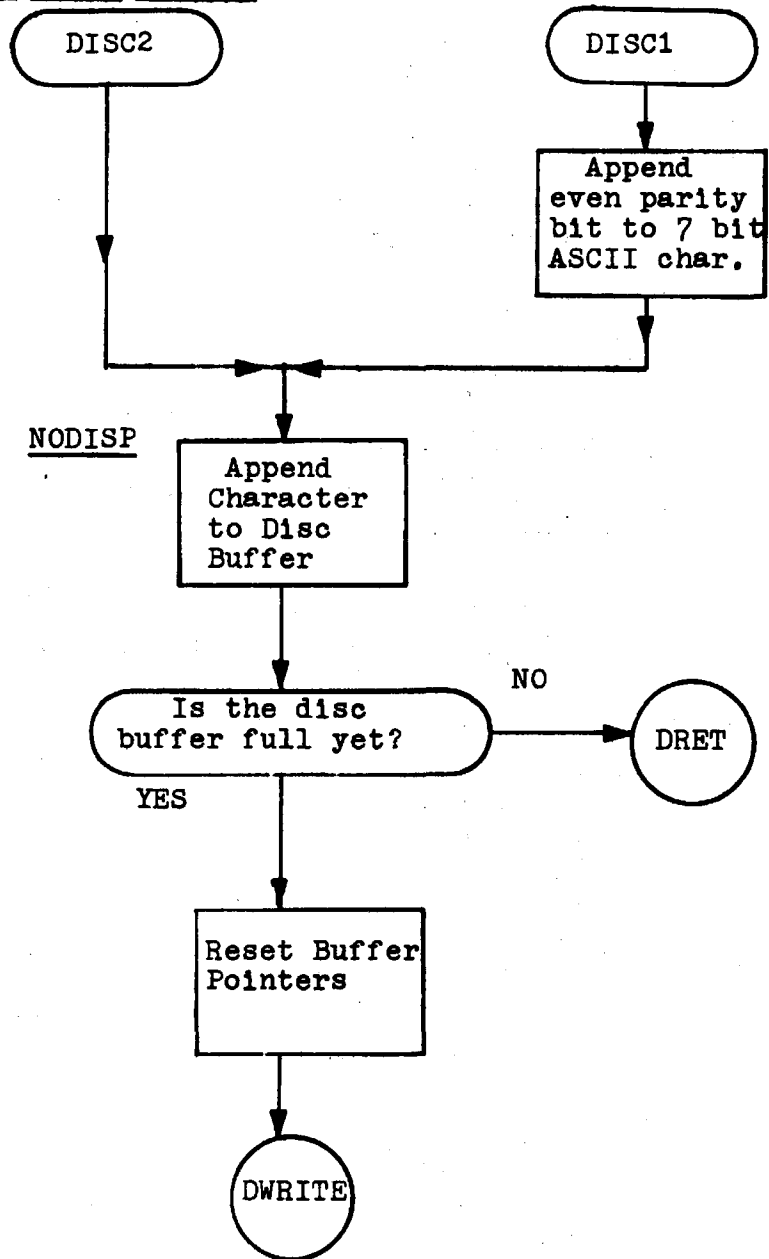 DISC2
DISC1
Append
even parity
bit to 7 bit
ASCII char.
NODISP
Append
Character
to Disc
Buffer
Is the disc
buffer full yet?
NO
DRET
YES
Reset Buffer
Pointers
DWRITE